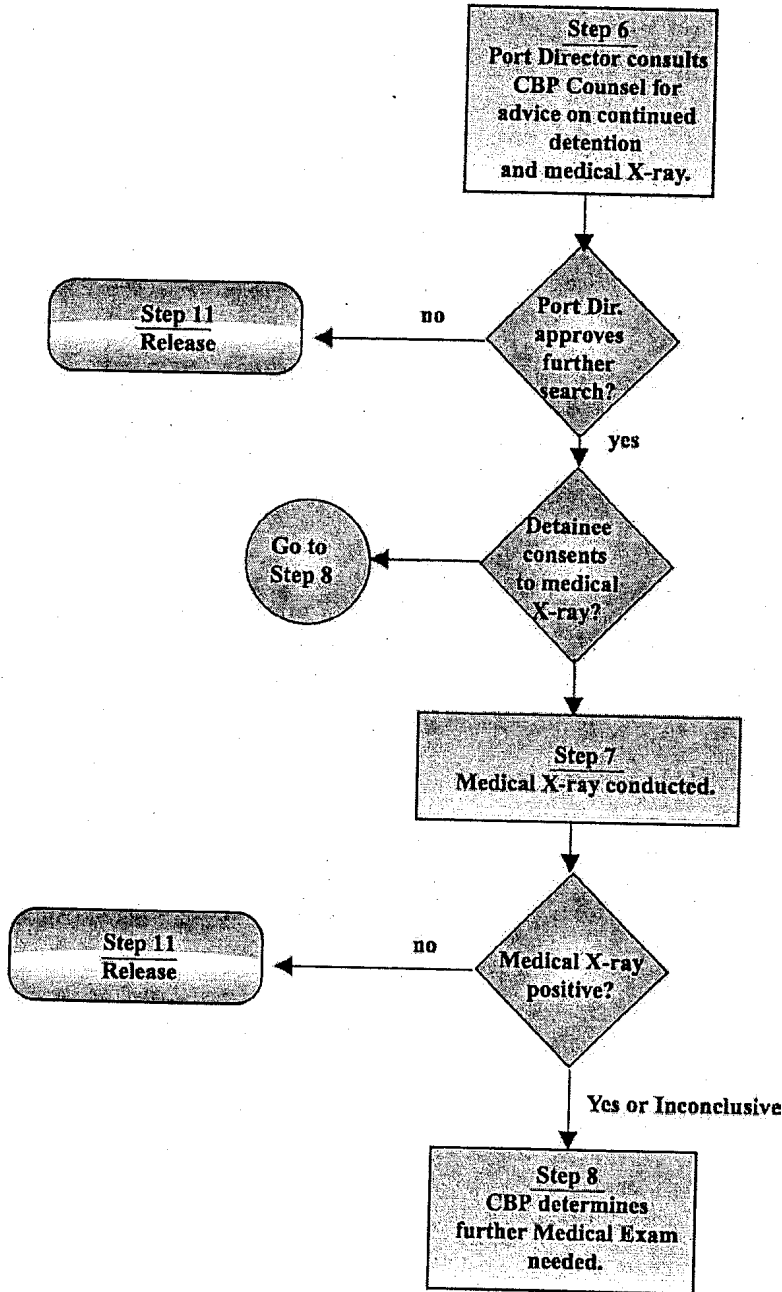 Step 6
Port Director consults
CBP Counsel for
advice on continued
detention
and medical X-ray.
Step 11
Release
no
Port Dir.
approves
further
search?
yes
Go to
Step 8
Detainee
consents
to medical
X-ray?
Step 7
Medical X-ray conducted.
Step 11
Release
no
Medical X-ray
positive?
Yes or Inconclusive
Step 8
CBP determines
further Medical Exam
needed.